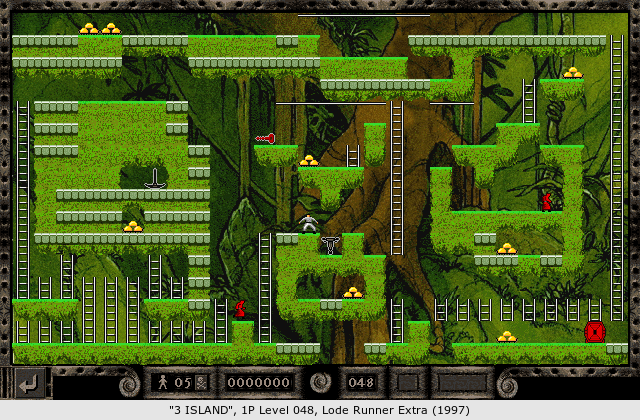 05 0000000 048
"3 ISLAND", 1P Level 048, Lode Runner Extra (1997)